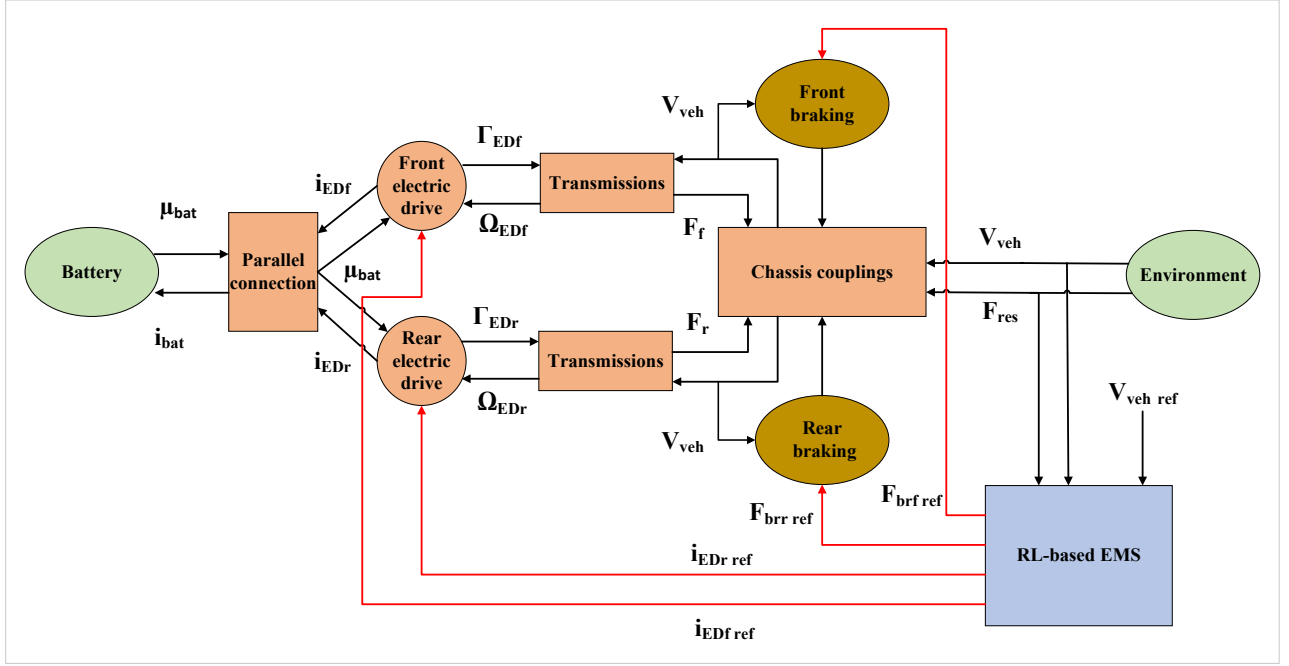 Front
braking
V_veh
Γ_EDf
Front
electric
drive
i_EDf
Transmissions
μ_bat
Ω_EDf
F_f
V_veh
Battery
Parallel
connection
μ_bat
Chassis couplings
Environment
i_bat
Γ_EDr
F_r
F_res
i_EDr
Rear
electric
drive
Transmissions
Ω_EDr
V_veh ref
V_veh
Rear
braking
F_brr ref
F_brf ref
i_EDr ref
RL-based EMS
i_EDf ref